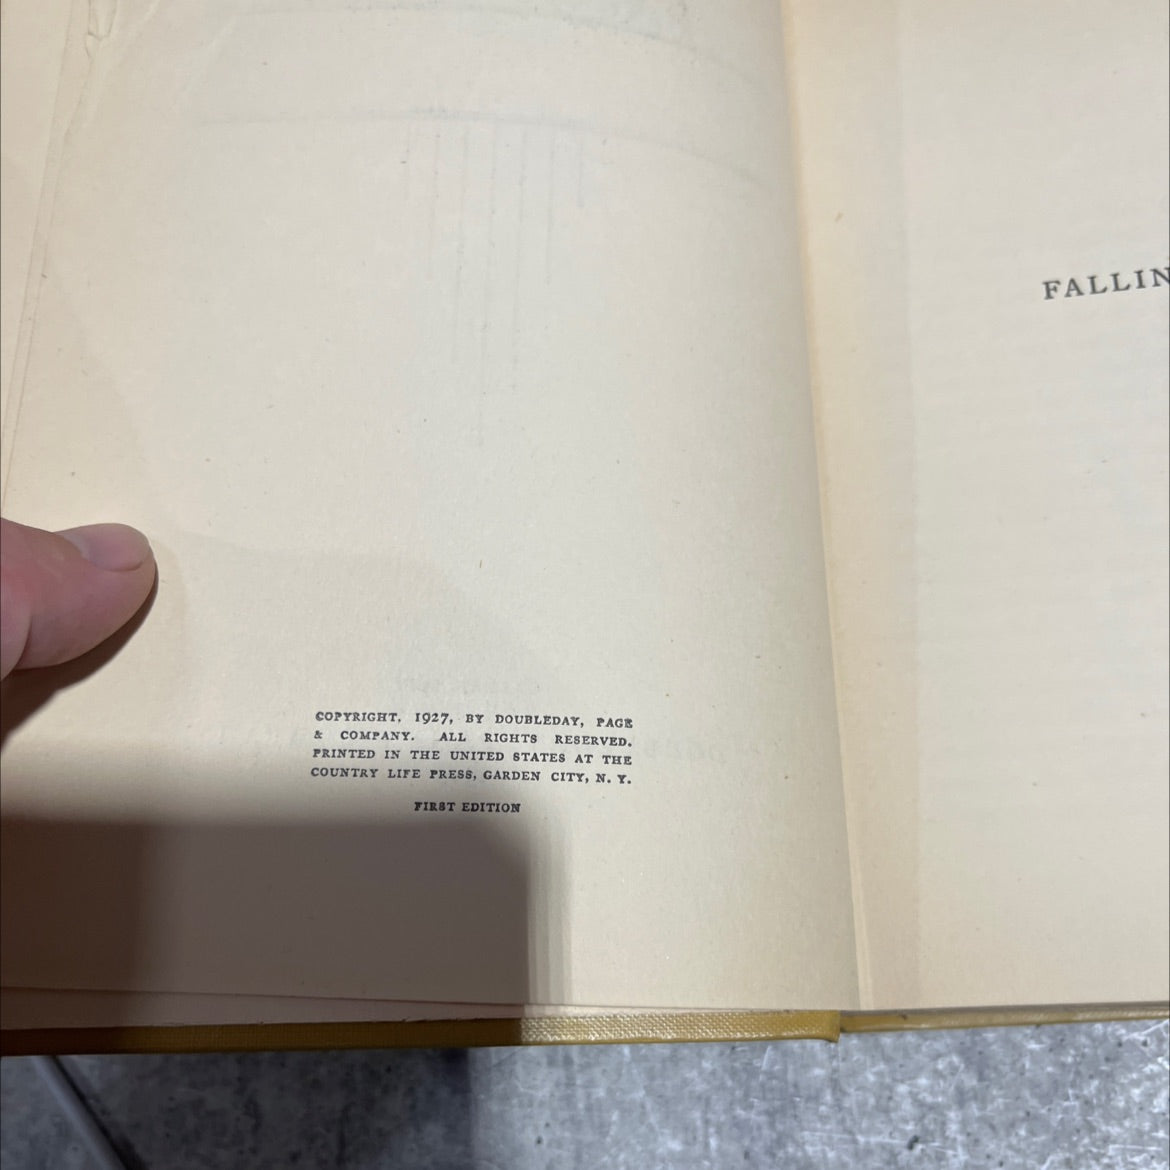 COPYRIGHT, 1927, BY DOUBLEDAY, PAGE
& COMPANY. ALL RIGHTS RESERVED.
PRINTED IN THE UNITED STATES AT THE
COUNTRY LIFE PRESS, GARDEN CITY, N. Y.
FIRST EDITION
FALLIN